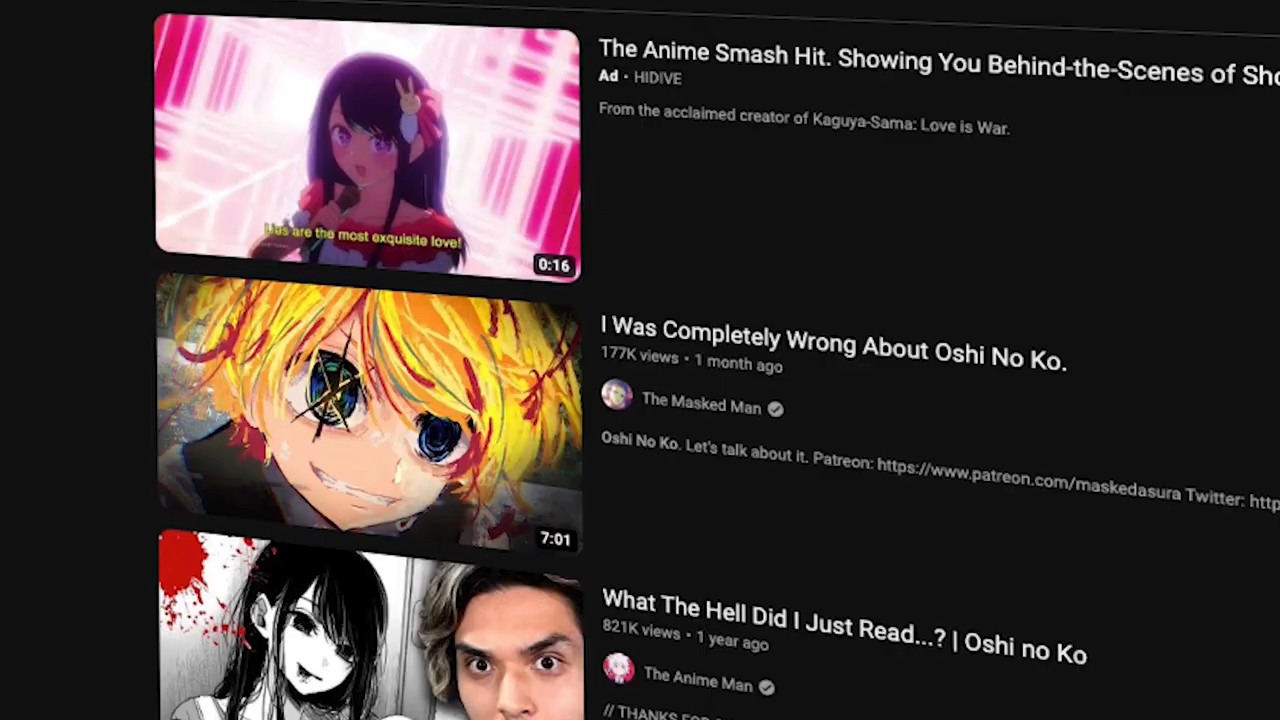 The Anime Smash Hit. Showing You Behind-the-Scenes of Sho
Ad · HIDIVE
From the acclaimed creator of Kaguya-Sama: Love is War.
Lies are the most exquisite love!
0:16
I Was Completely Wrong About Oshi No Ko.
177K views · 1 month ago
The Masked Man
Oshi No Ko. Let's talk about it. Patreon: https://www.patreon.com/maskedasura Twitter: http
7:01
What The Hell Did I Just Read...? | Oshi no Ko
821K views · 1 year ago
The Anime Man
// THANKS FOR